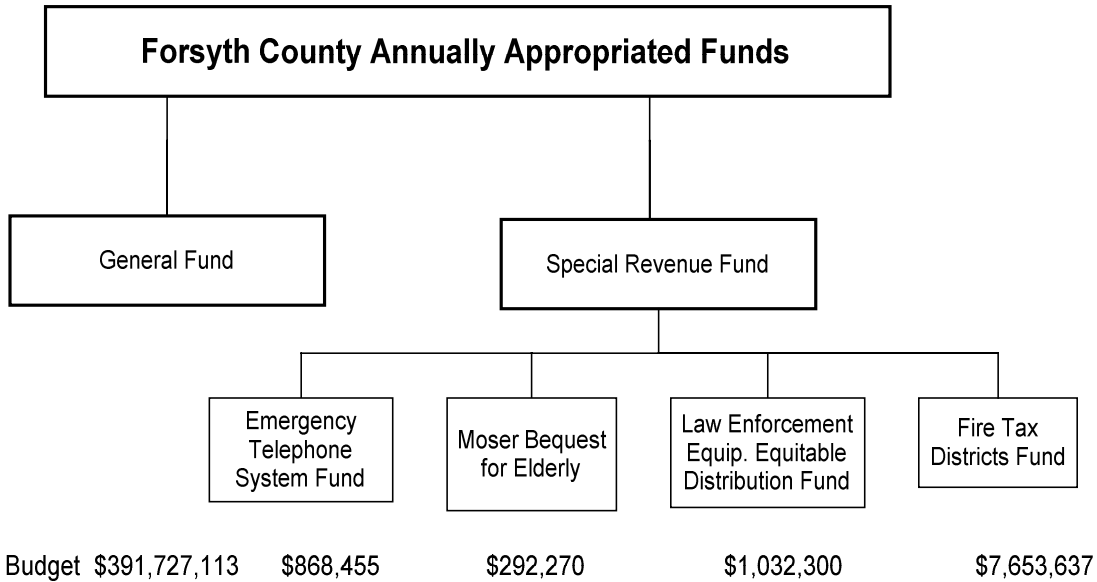 Forsyth County Annually Appropriated Funds
General Fund
Special Revenue Fund
Emergency
Telephone
System Fund
Moser Bequest
for Elderly
Law Enforcement
Equip. Equitable
Distribution Fund
Fire Tax
Districts Fund
Budget $391,727,113 $868,455 $292,270 $1,032,300 $7,653,637